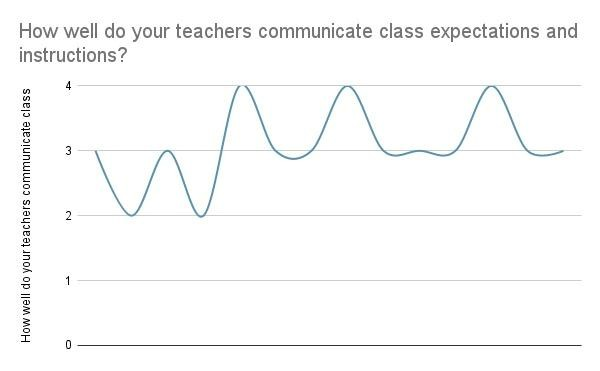 How well do your teachers communicate class expectations and
instructions?
How well do your teachers communicate class
4
3
2
1
0